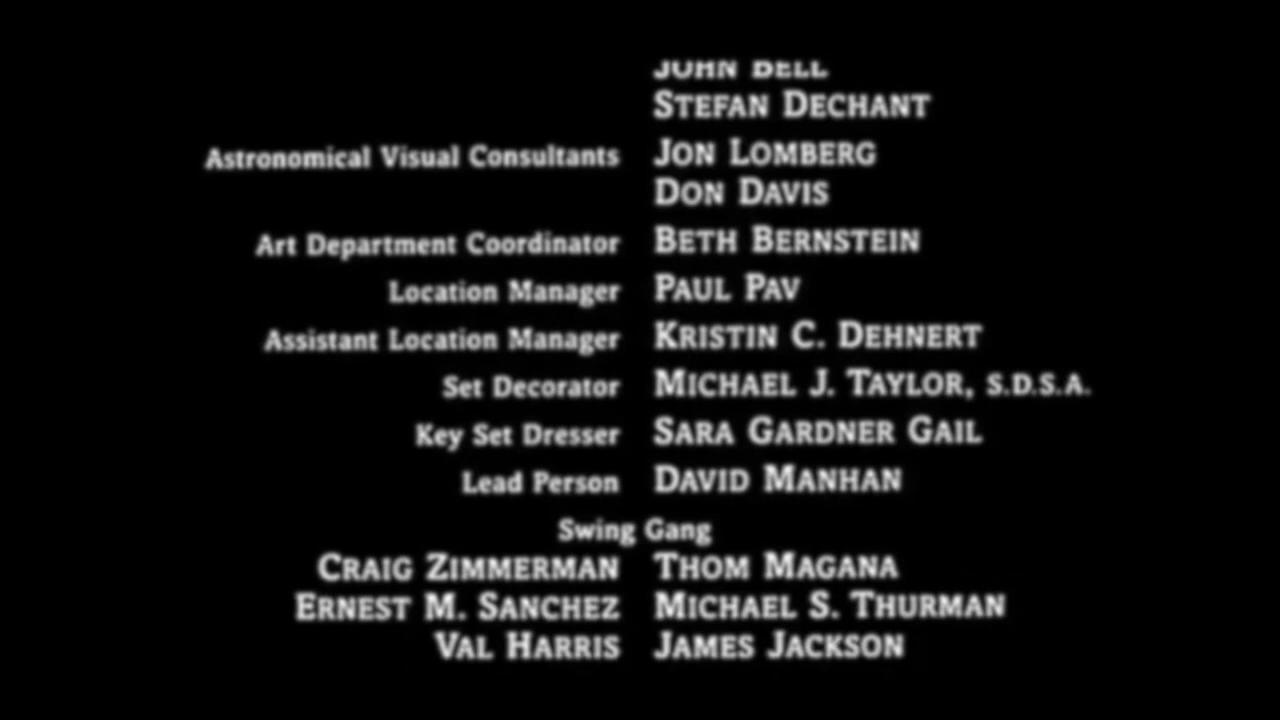 JOHN BELL
STEFAN DECHANT
Astronomical Visual Consultants JON LOMBERG
DON DAVIS
Art Department Coordinator BETH BERNSTEIN
Location Manager PAUL PAV
Assistant Location Manager KRISTIN C. DEHNERT
Set Decorator MICHAEL J. TAYLOR, S.D.S.A.
Key Set Dresser SARA GARDNER GAIL
Lead Person DAVID MANHAN
Swing Gang
CRAIG ZIMMERMAN THOM MAGANA
ERNEST M. SANCHEZ MICHAEL S. THURMAN
VAL HARRIS JAMES JACKSON